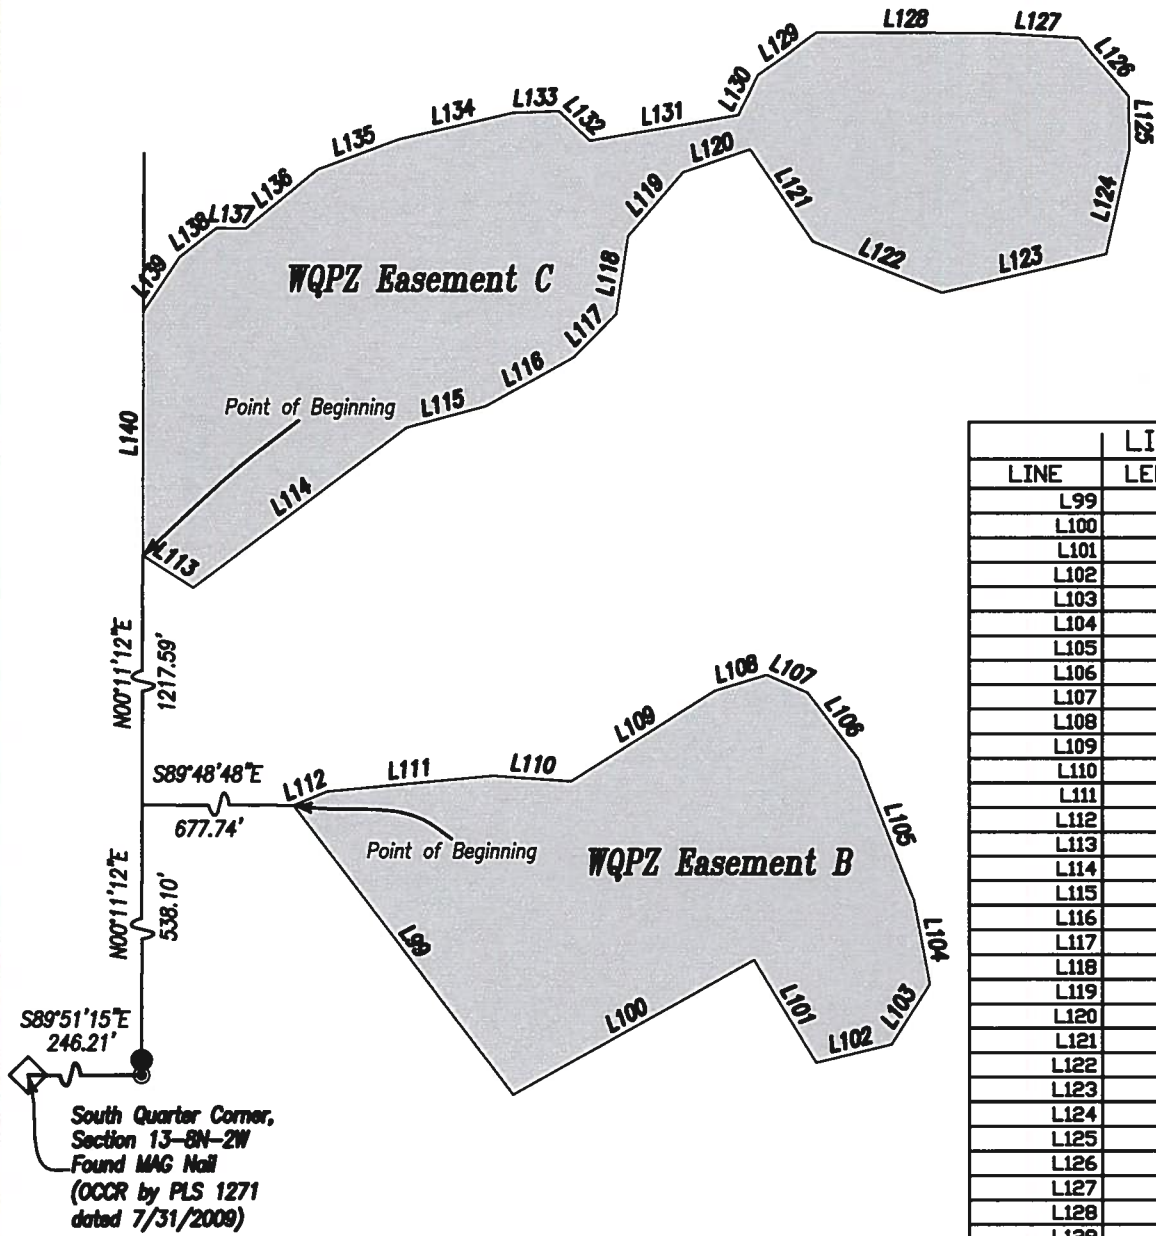 L128
L127
L129
L126
L130
L125
L133
L134
L132
L131
L135
L120
L124
L136
L119
L121
L137
L138
L118
L122
L123
L139
WQPZ Easement C
L117
L116
Point of Beginning
L115
L140
L114
L113
N00°11'12"E
1217.59'
L108
L107
L106
L109
S89°48'48"E
677.74'
L112
L111
L110
Point of Beginning
WQPZ Easement B
L105
N00°11'12"E
538.10'
L99
L104
L100
L101
L103
L102
S89°51'15"E
246.21'
South Quarter Corner,
Section 13-8N-2W
Found MAG Nail
(OCCR by PLS 1271
dated 7/31/2009)
LI
LINE LE
L99
L100
L101
L102
L103
L104
L105
L106
L107
L108
L109
L110
L111
L112
L113
L114
L115
L116
L117
L118
L119
L120
L121
L122
L123
L124
L125
L126
L127
L128